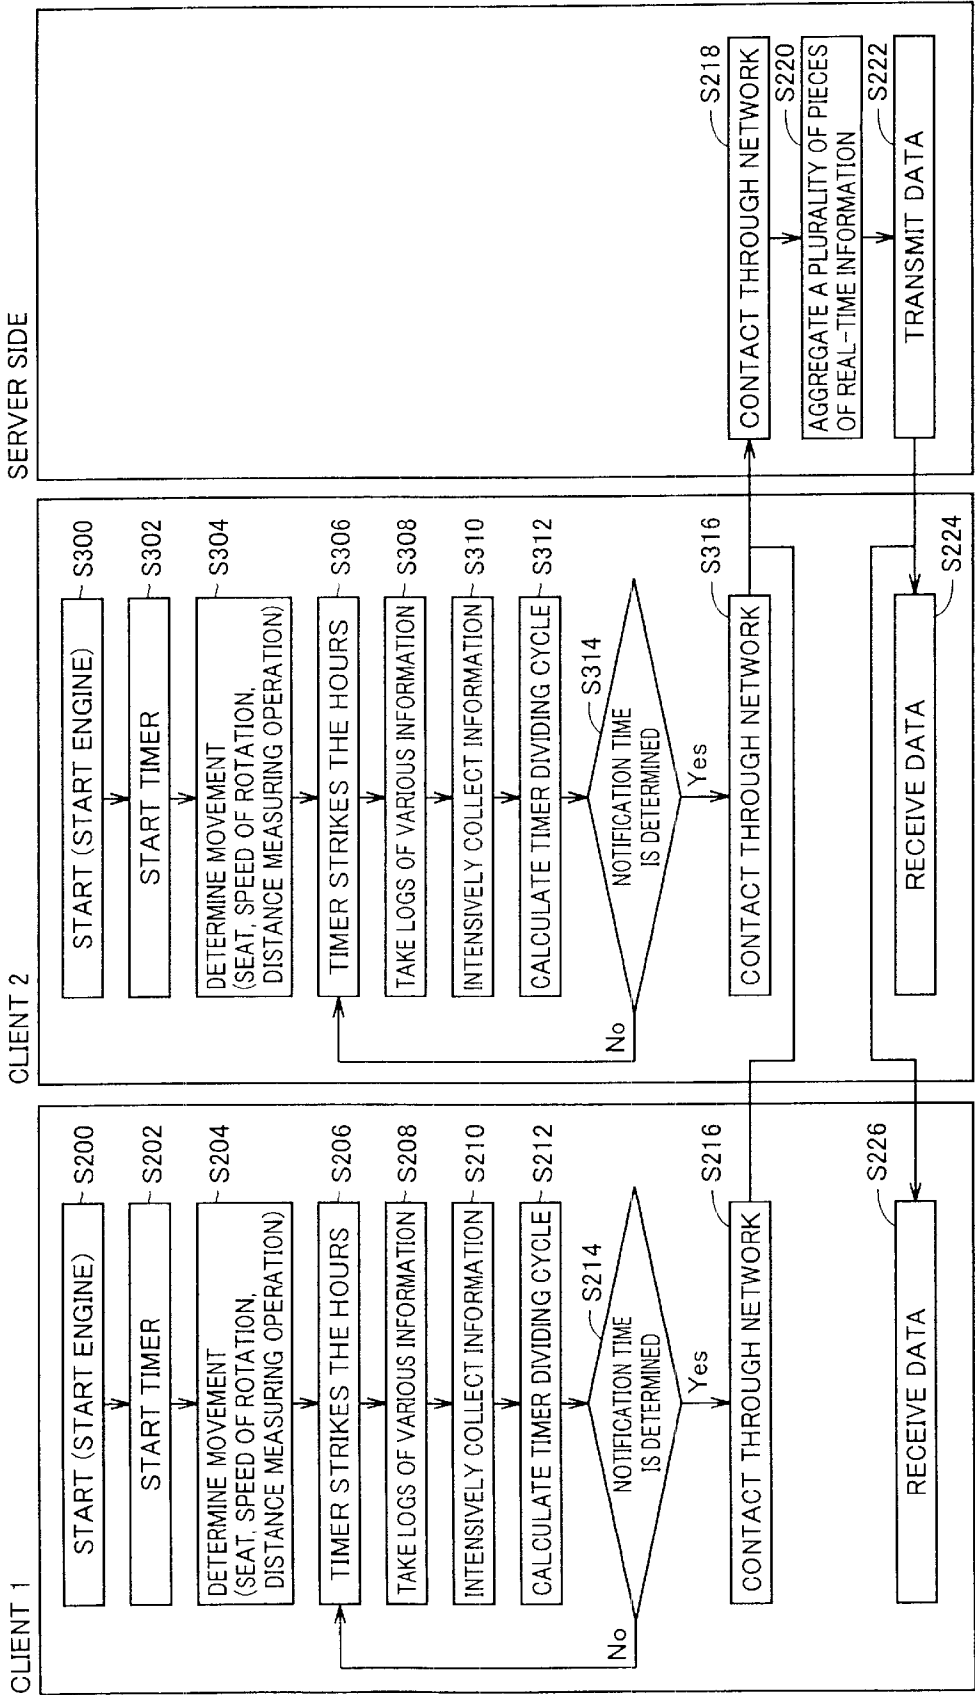 CLIENT 1
START (START ENGINE)
S200
START TIMER
S202
DETERMINE MOVEMENT
(SEAT, SPEED OF ROTATION,
DISTANCE MEASURING OPERATION)
S204
TIMER STRIKES THE HOURS
S206
TAKE LOGS OF VARIOUS INFORMATION
S208
INTENSIVELY COLLECT INFORMATION
S210
CALCULATE TIMER DIVIDING CYCLE
S212
NOTIFICATION TIME
IS DETERMINED
S214
No
Yes
CONTACT THROUGH NETWORK
S216
RECEIVE DATA
S226
CLIENT 2
START (START ENGINE)
S300
START TIMER
S302
DETERMINE MOVEMENT
(SEAT, SPEED OF ROTATION,
DISTANCE MEASURING OPERATION)
S304
TIMER STRIKES THE HOURS
S306
TAKE LOGS OF VARIOUS INFORMATION
S308
INTENSIVELY COLLECT INFORMATION
S310
CALCULATE TIMER DIVIDING CYCLE
S312
NOTIFICATION TIME
IS DETERMINED
S314
No
Yes
CONTACT THROUGH NETWORK
S316
RECEIVE DATA
S224
SERVER SIDE
CONTACT THROUGH NETWORK
S218
AGGREGATE A PLURALITY OF PIECES
OF REAL-TIME INFORMATION
S220
TRANSMIT DATA
S222